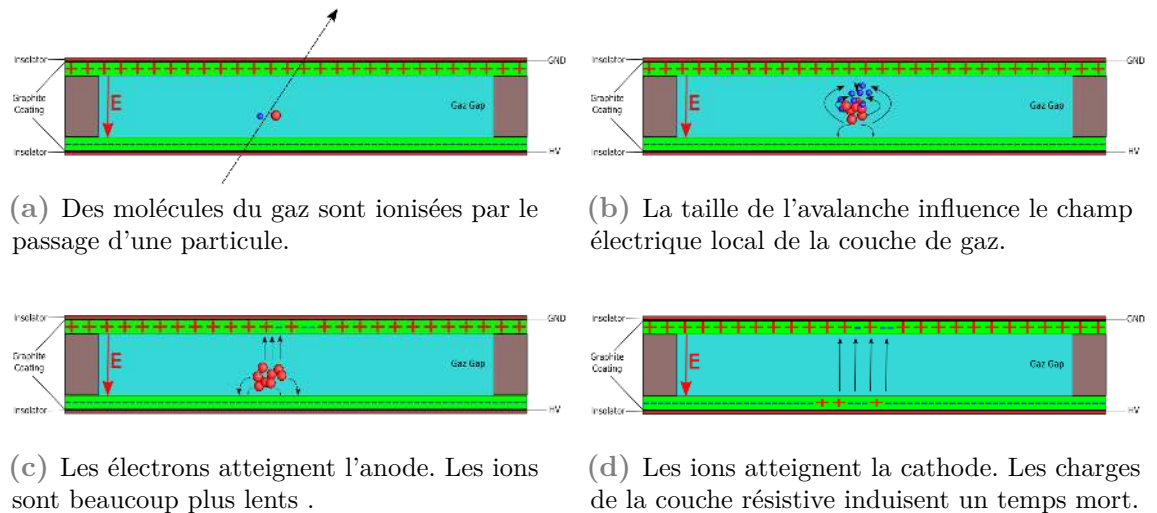 Insolator
GND
Graphite
Coating
E
Gaz Gap
Insolator
HV
(a) Des molécules du gaz sont ionisées par le
passage d'une particule.
Insolator
GND
Graphite
Coating
E
Gaz Gap
Insolator
HV
(b) La taille de l'avalanche influence le champ
électrique local de la couche de gaz.
Insolator
GND
Graphite
Coating
E
Gaz Gap
Insolator
HV
(c) Les électrons atteignent l'anode. Les ions
sont beaucoup plus lents .
Insolator
GND
Graphite
Coating
E
Gaz Gap
Insolator
HV
(d) Les ions atteignent la cathode. Les charges
de la couche résistive induisent un temps mort.